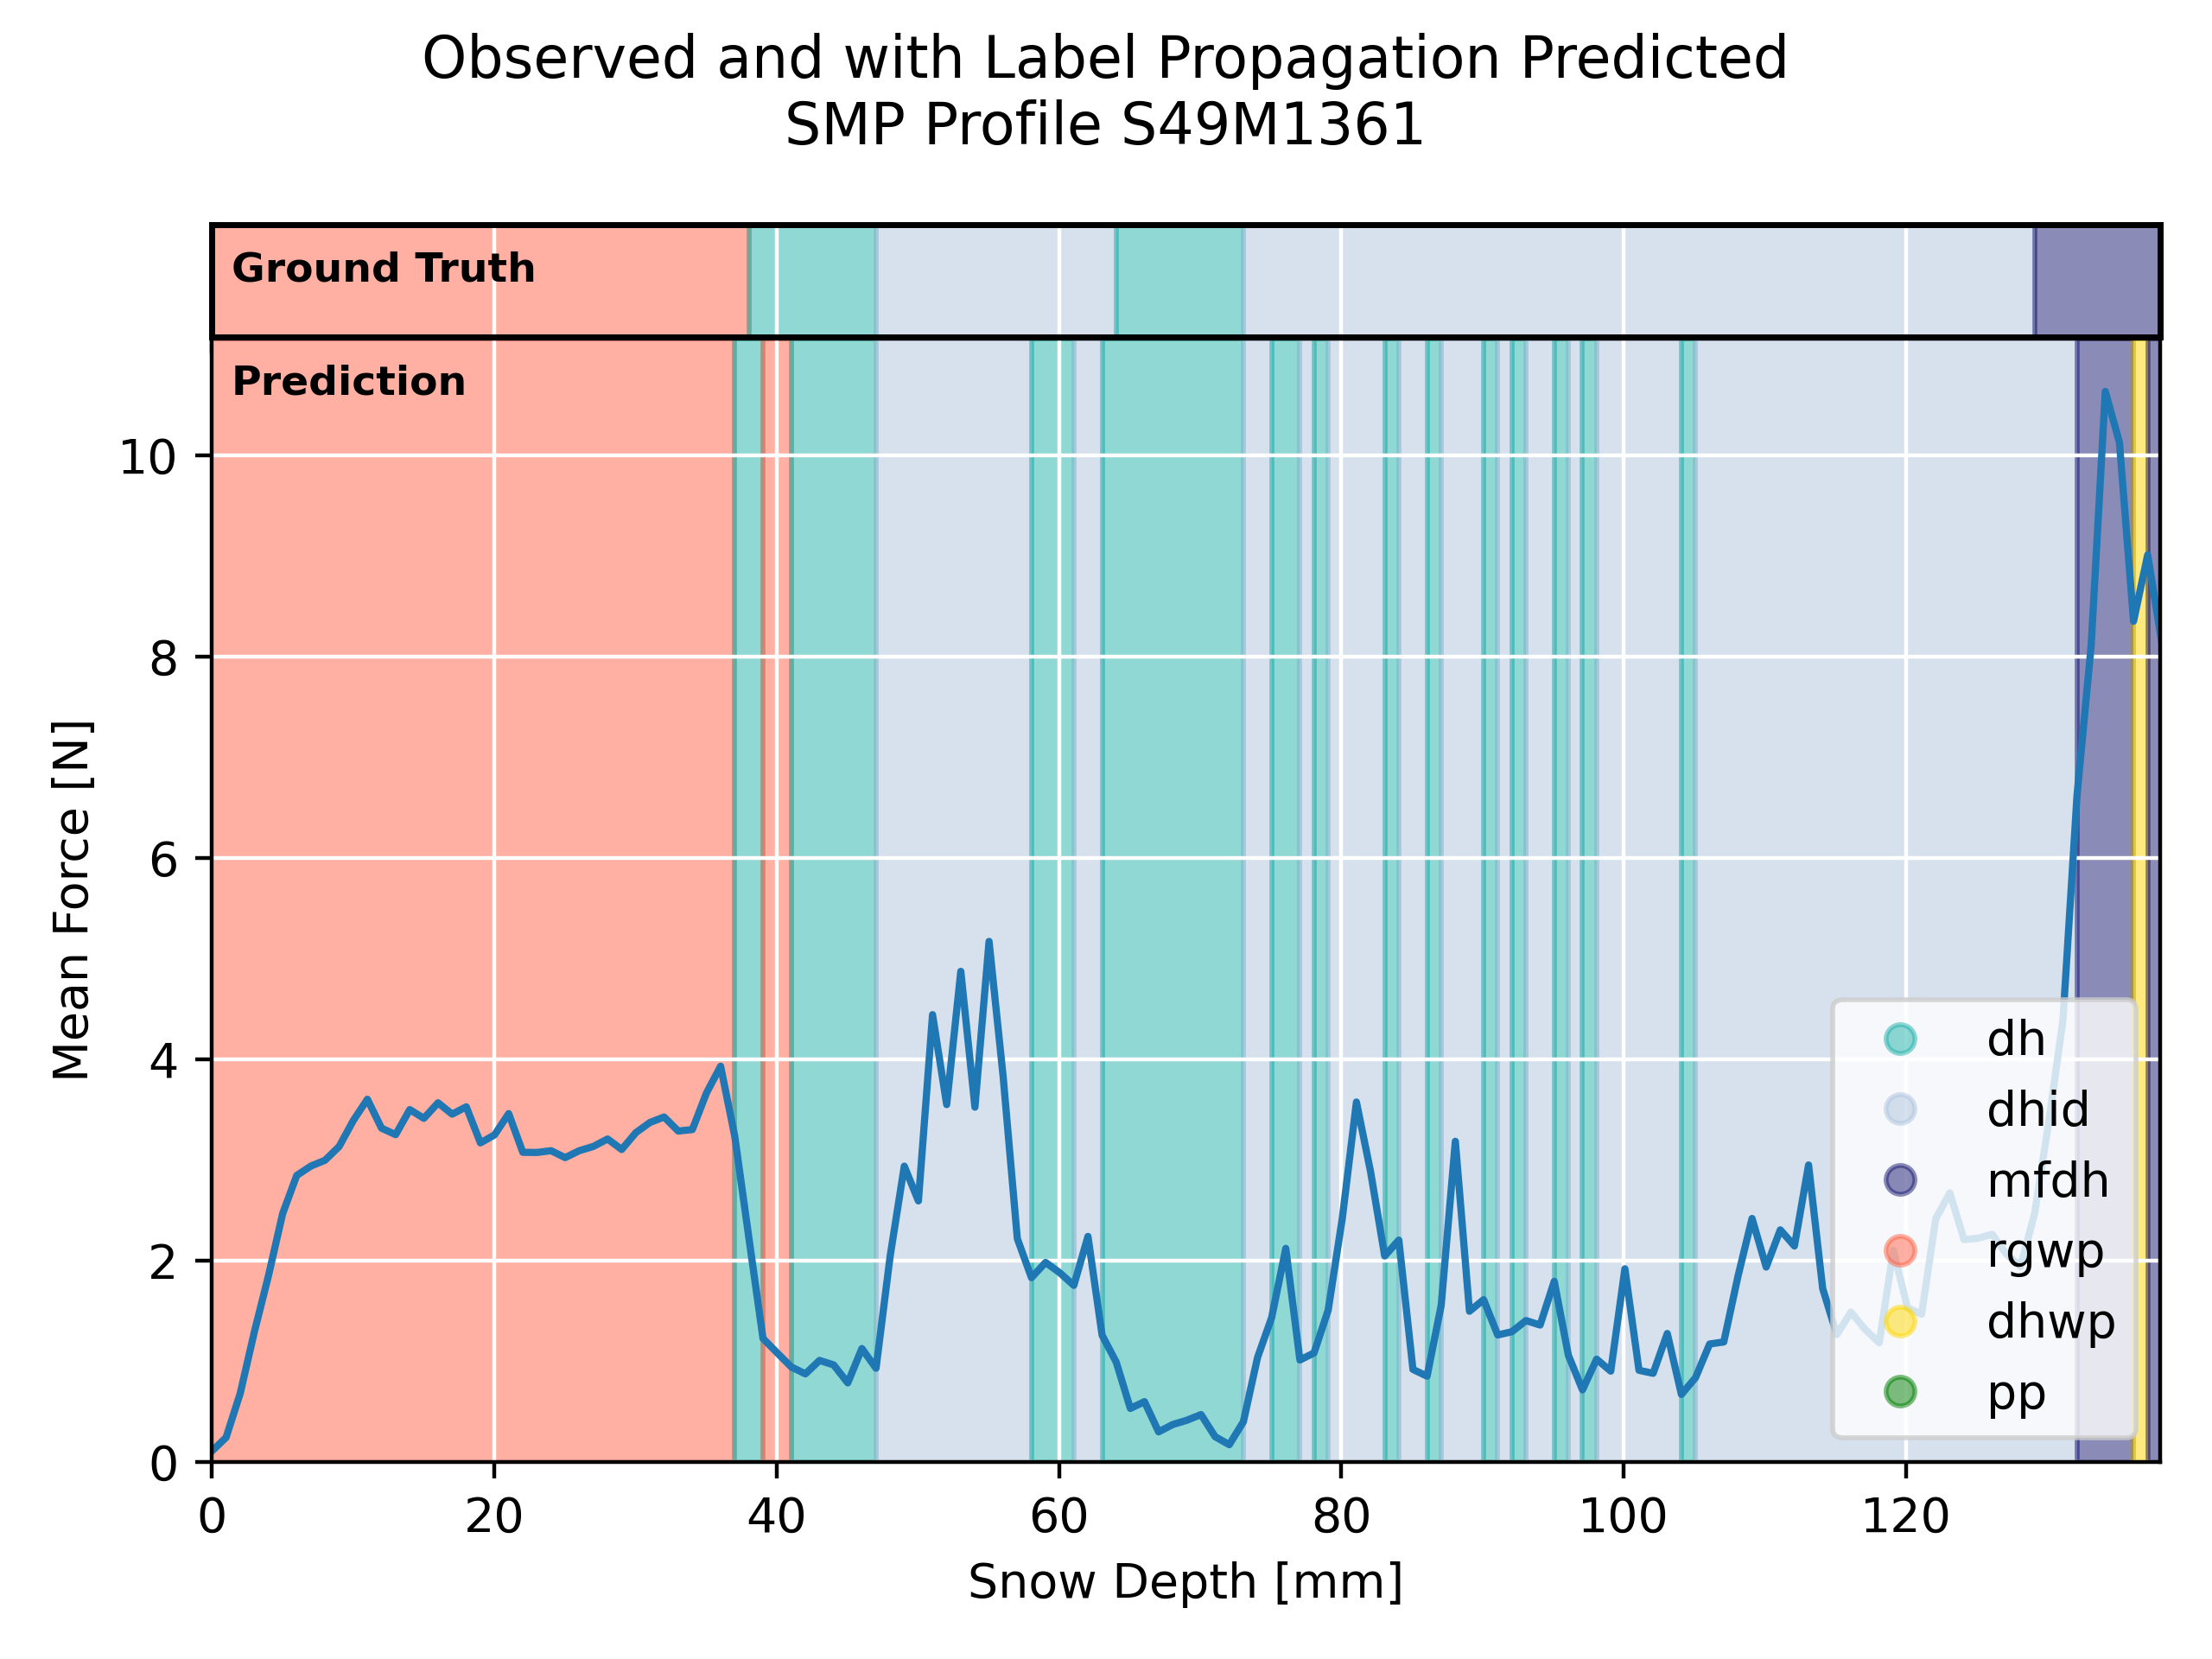 Observed and with Label Propagation Predicted
SMP Profile S49M1361
Ground Truth
Prediction
10
8
6
4
2
0
Mean Force [N]
dh
dhid
mfdh
rgwp
dhwp
pp
0 20 40 60 80 100 120
Snow Depth [mm]